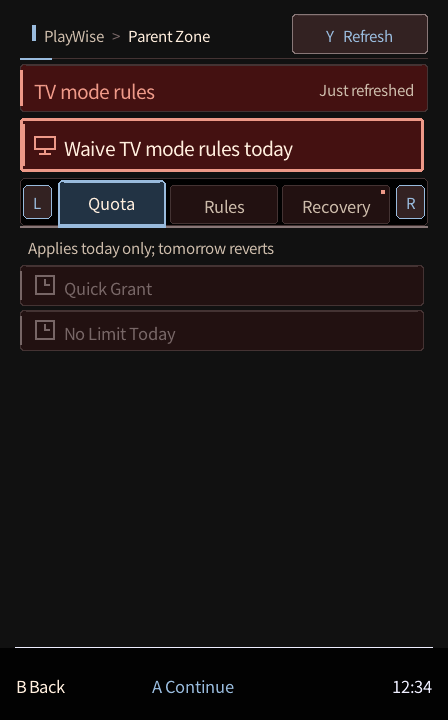 PlayWise > Parent Zone
Y Refresh
TV mode rules
Just refreshed
Waive TV mode rules today
L
Quota
Rules
Recovery
R
Applies today only; tomorrow reverts
Quick Grant
No Limit Today
B Back
A Continue
12:34